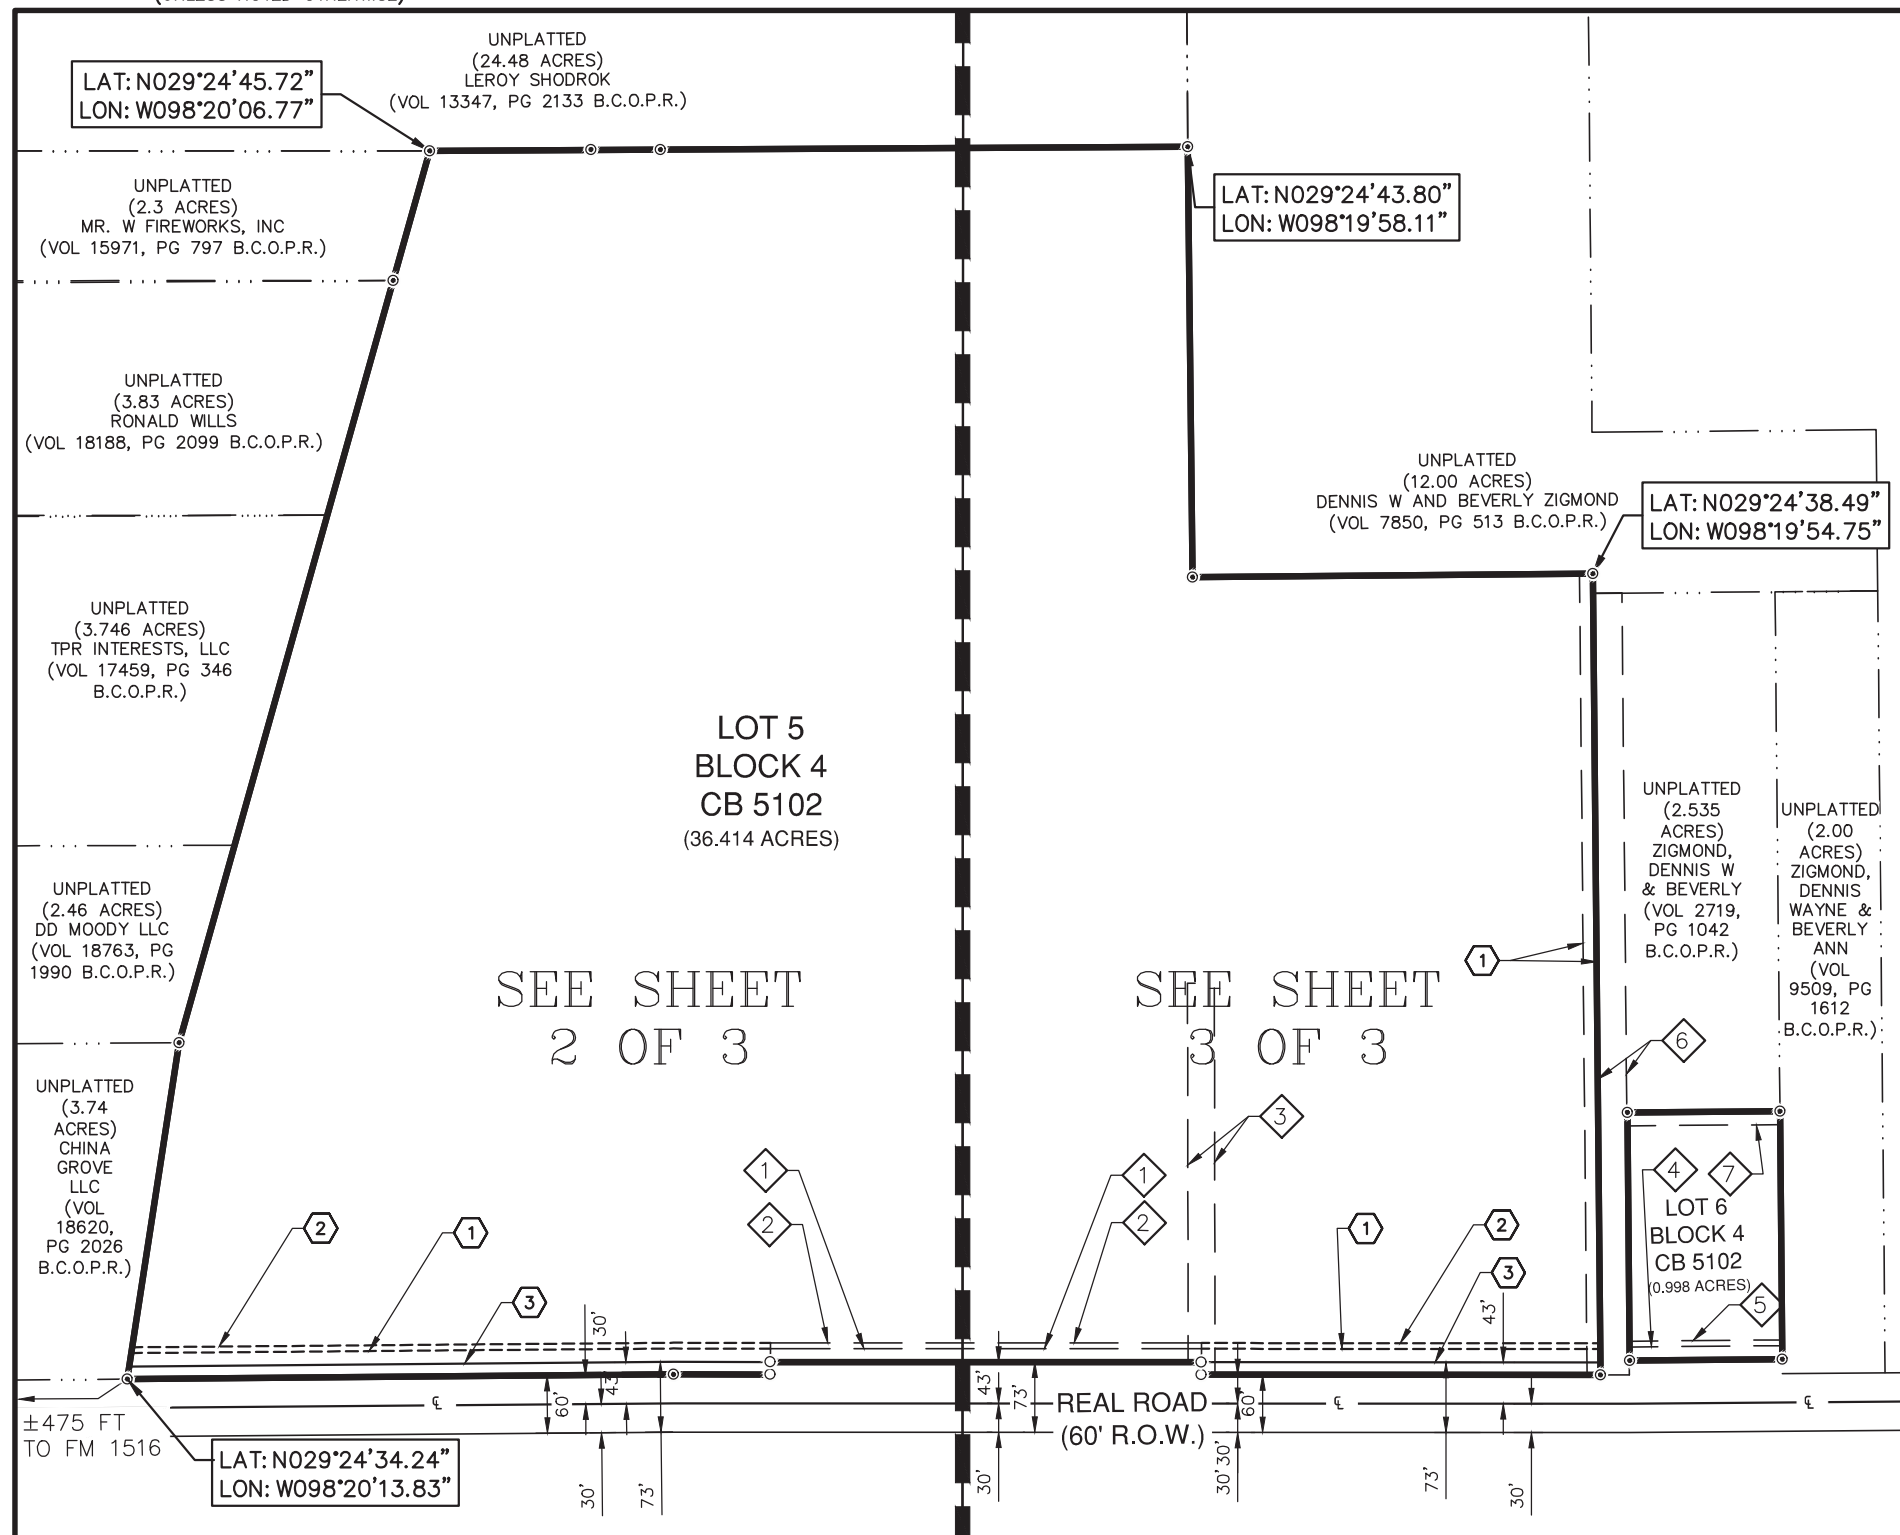 UNPLATTED
(24.48 ACRES)
LEROY SHODROK
(VOL 13347, PG 2133 B.C.O.P.R.)
LAT: N029°24'45.72"
LON: W098°20'06.77"
UNPLATTED
(2.3 ACRES)
MR. W FIREWORKS, INC
(VOL 15971, PG 797 B.C.O.P.R.)
LAT: N029°24'43.80"
LON: W098°19'58.11"
UNPLATTED
(3.83 ACRES)
RONALD WILLS
(VOL 18188, PG 2099 B.C.O.P.R.)
UNPLATTED
(12.00 ACRES)
DENNIS W AND BEVERLY ZIGMOND
(VOL 7850, PG 513 B.C.O.P.R.)
LAT: N029°24'38.49"
LON: W098°19'54.75"
UNPLATTED
(3.746 ACRES)
TPR INTERESTS, LLC
(VOL 17459, PG 346
B.C.O.P.R.)
LOT 5
BLOCK 4
CB 5102
(36.414 ACRES)
UNPLATTED
(2.535
ACRES)
ZIGMOND,
DENNIS W
& BEVERLY
(VOL 2719,
PG 1042
B.C.O.P.R.)
UNPLATTED
(2.00
ACRES)
ZIGMOND,
DENNIS
WAYNE &
BEVERLY
ANN
(VOL
9509, PG
1612
B.C.O.P.R.)
UNPLATTED
(2.46 ACRES)
DD MOODY LLC
(VOL 18763, PG
1990 B.C.O.P.R.)
SEE SHEET
2 OF 3
SEE SHEET
3 OF 3
1
6
UNPLATTED
(3.74
ACRES)
CHINA
GROVE
LLC
(VOL
18620,
PG 2026
B.C.O.P.R.)
3
1
2
1
2
4
7
LOT 6
BLOCK 4
CB 5102
(0.998 ACRES)
5
2
1
3
1
2
3
30'
43'
60'
43'
73'
60'
43'
℄
℄
℄
REAL ROAD
(60' R.O.W.)
±475 FT
TO FM 1516
LAT: N029°24'34.24"
LON: W098°20'13.83"
30'
73'
30'
30'
30'
73'
30'